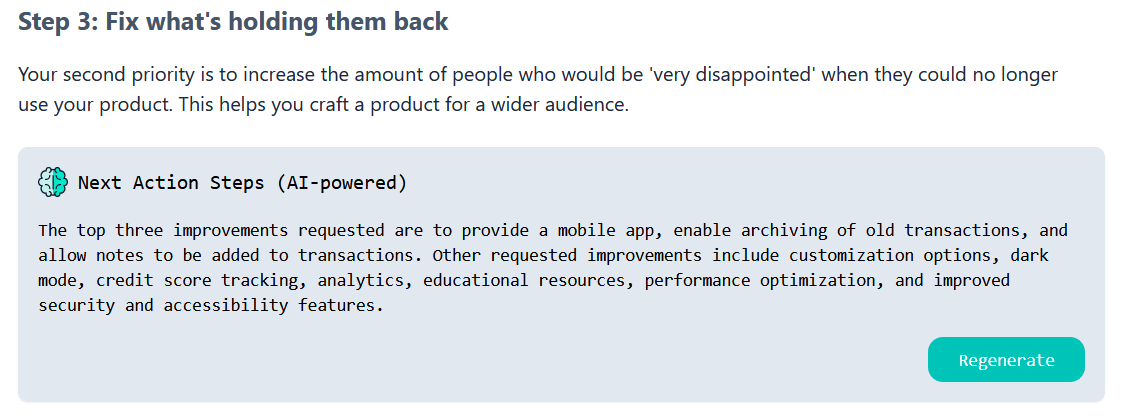 Step 3: Fix what's holding them back
Your second priority is to increase the amount of people who would be 'very disappointed' when they could no longer
use your product. This helps you craft a product for a wider audience.
Next Action Steps (AI-powered)
The top three improvements requested are to provide a mobile app, enable archiving of old transactions, and
allow notes to be added to transactions. Other requested improvements include customization options, dark
mode, credit score tracking, analytics, educational resources, performance optimization, and improved
security and accessibility features.
Regenerate